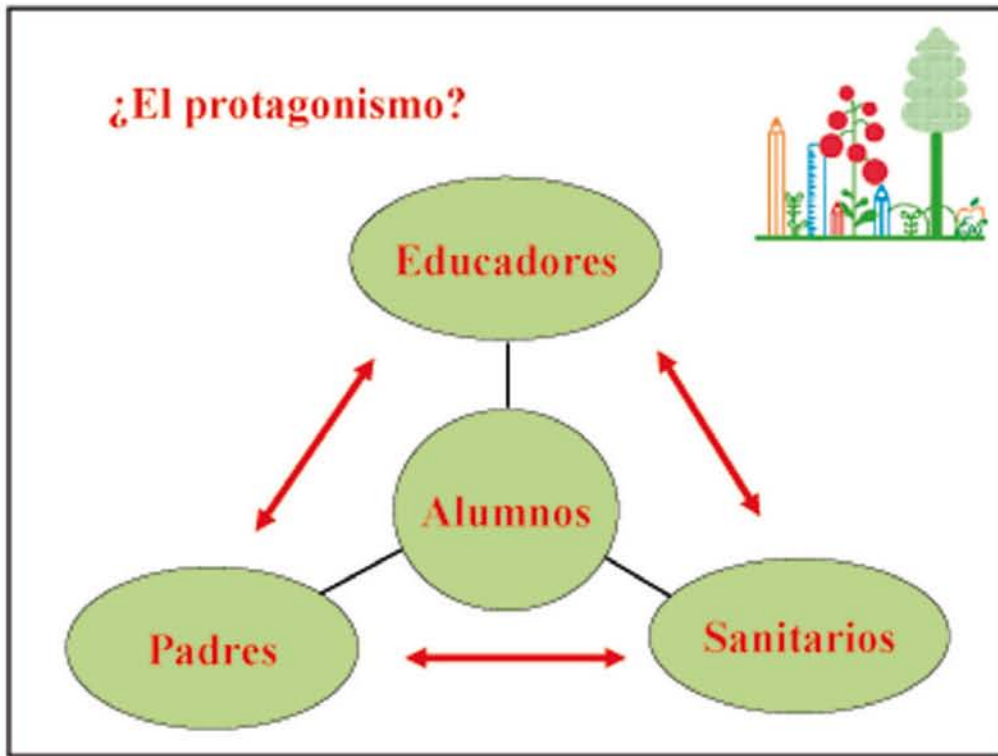 ¿El protagonismo?
Educadores
Alumnos
Padres
Sanitarios